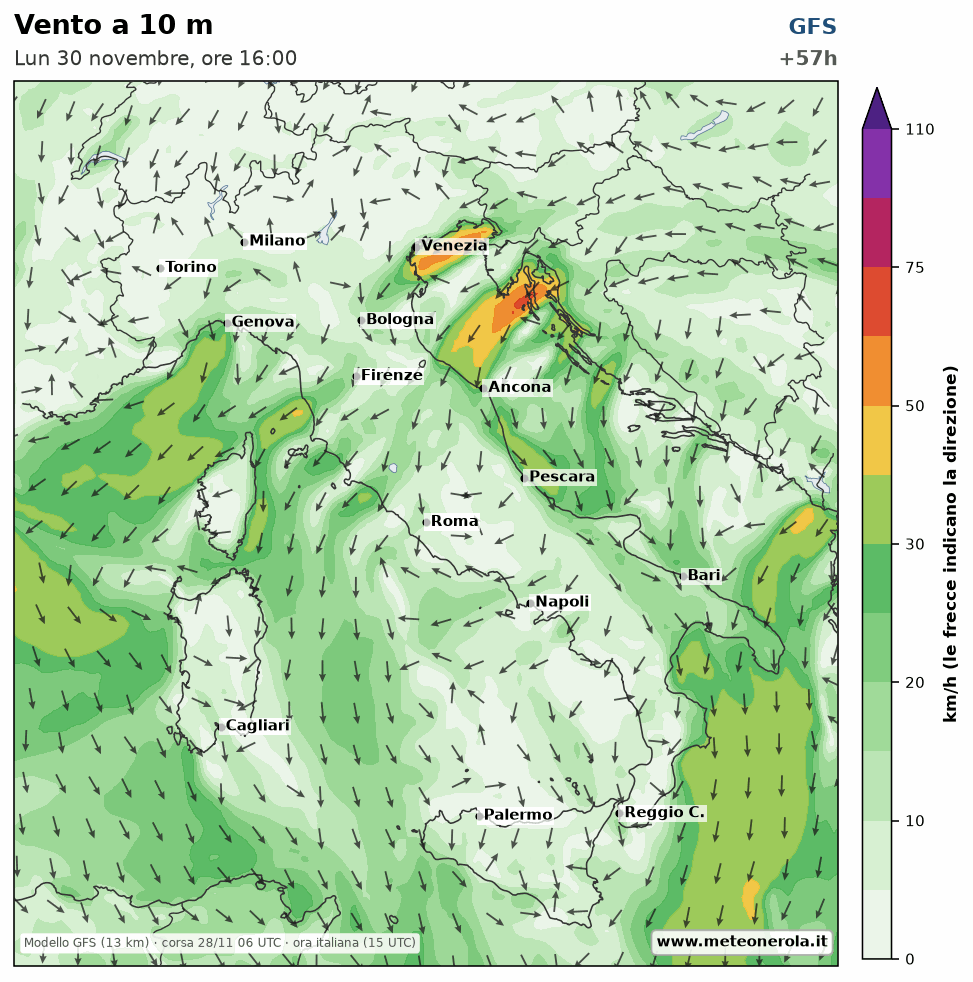 Vento a 10 m
GFS
Lun 30 novembre, ore 16:00
+57h
110
75
50
30
20
10
0
km/h (le frecce indicano la direzione)
Venezia
Milano
Torino
Genova
Bologna
Firenze
Ancona
Pescara
Roma
Bari
Napoli
Cagliari
Palermo
Reggio C.
Modello GFS (13 km) · corsa 28/11 06 UTC · ora italiana (15 UTC)
www.meteonerola.it